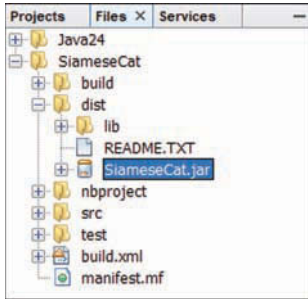 Projects Files × Services
Java24
SiameseCat
build
dist
lib
README.TXT
SiameseCat.jar
nbproject
src
test
build.xml
manifest.mf